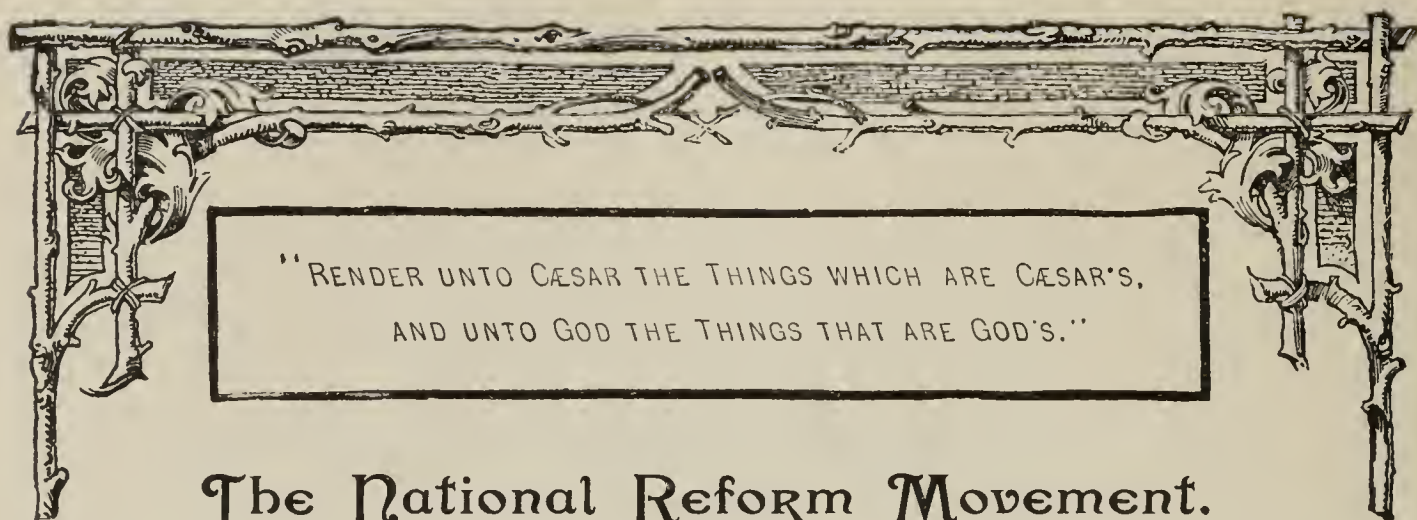 "RENDER UNTO CÆSAR THE THINGS WHICH ARE CÆSAR'S,
AND UNTO GOD THE THINGS THAT ARE GOD'S."
The National Reform Movement.